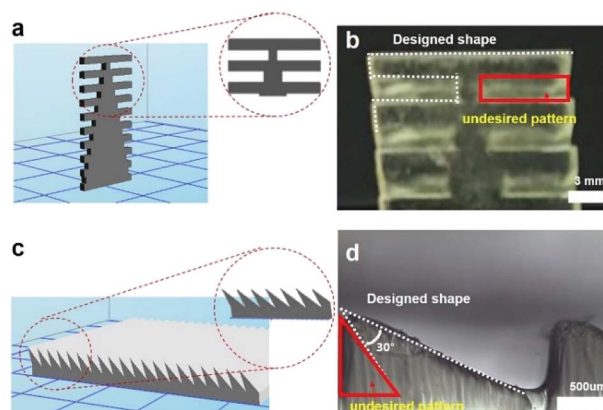 a
b
Designed shape
undesired pattern
3 mm
c
d
Designed shape
30°
undesired pattern
500um